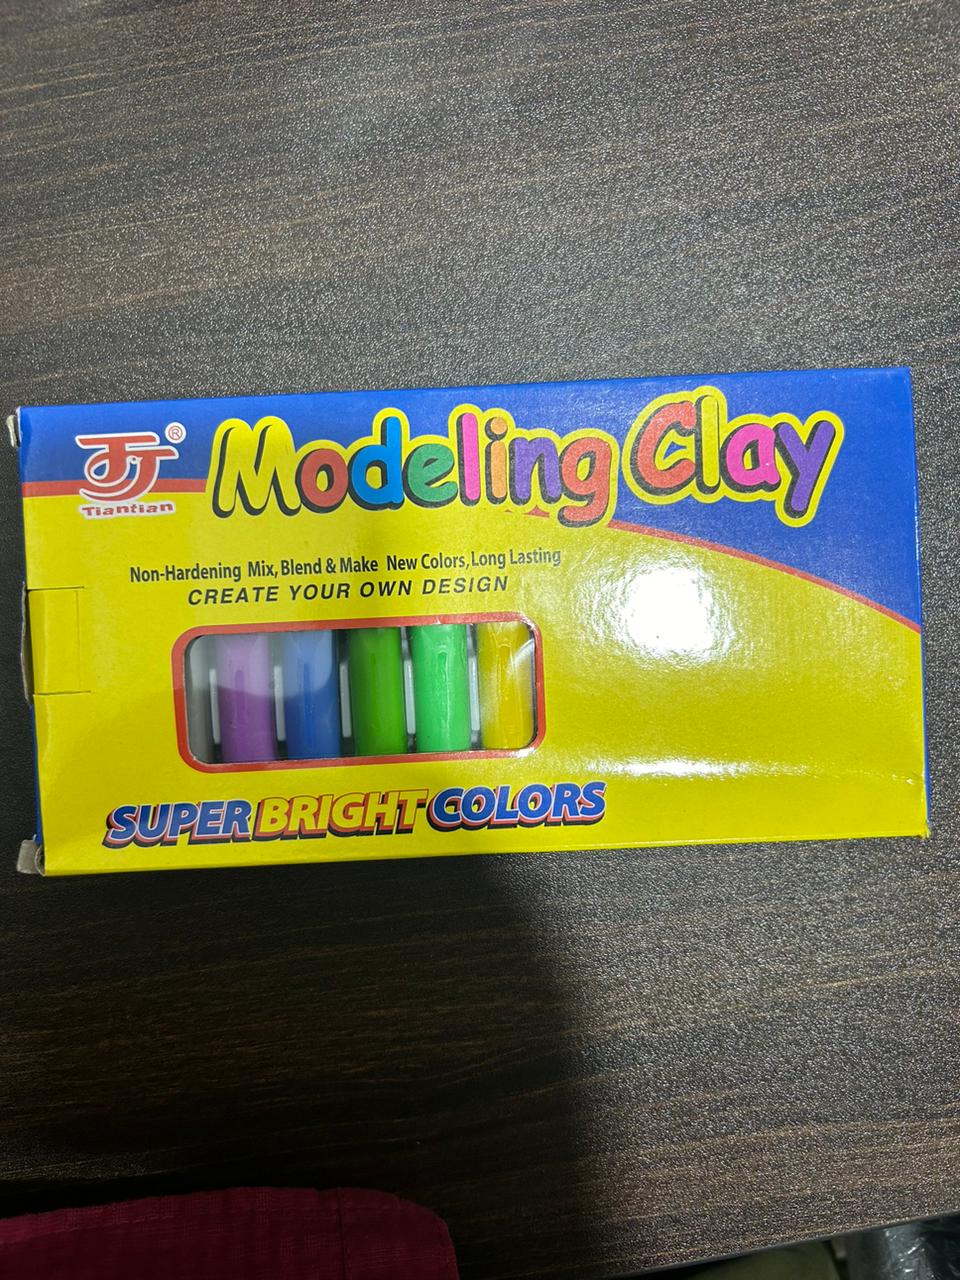 Modeling Clay
®
Tiantian
Non-Hardening Mix, Blend & Make New Colors, Long Lasting
CREATE YOUR OWN DESIGN
SUPER BRIGHT COLORS